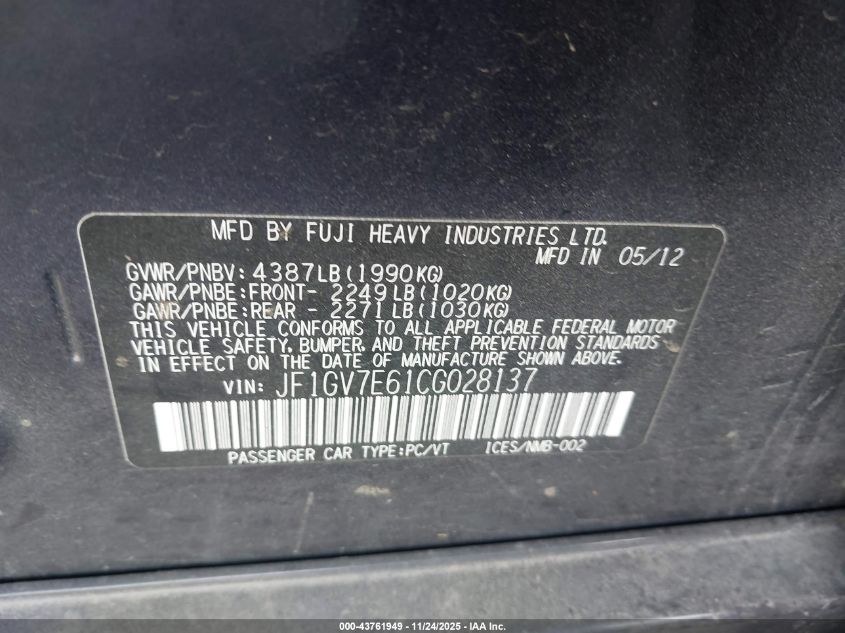 MFD BY FUJI HEAVY INDUSTRIES LTD.
MFD IN 05/12
GVWR/PNBV: 4387LB(1990KG)
GAWR/PNBE:FRONT- 2249LB(1020KG)
GAWR/PNBE:REAR - 2271LB(1030KG)
THIS VEHICLE CONFORMS TO ALL APPLICABLE FEDERAL MOTOR
VEHICLE SAFETY, BUMPER, AND THEFT PREVENTION STANDARDS
IN EFFECT ON THE DATE OF MANUFACTURE SHOWN ABOVE.
VIN: JF1GV7E61CG028137
PASSENGER CAR TYPE:PC/VT ICES/NMB-002
000-43761949 - 11/24/2025 - IAA Inc.